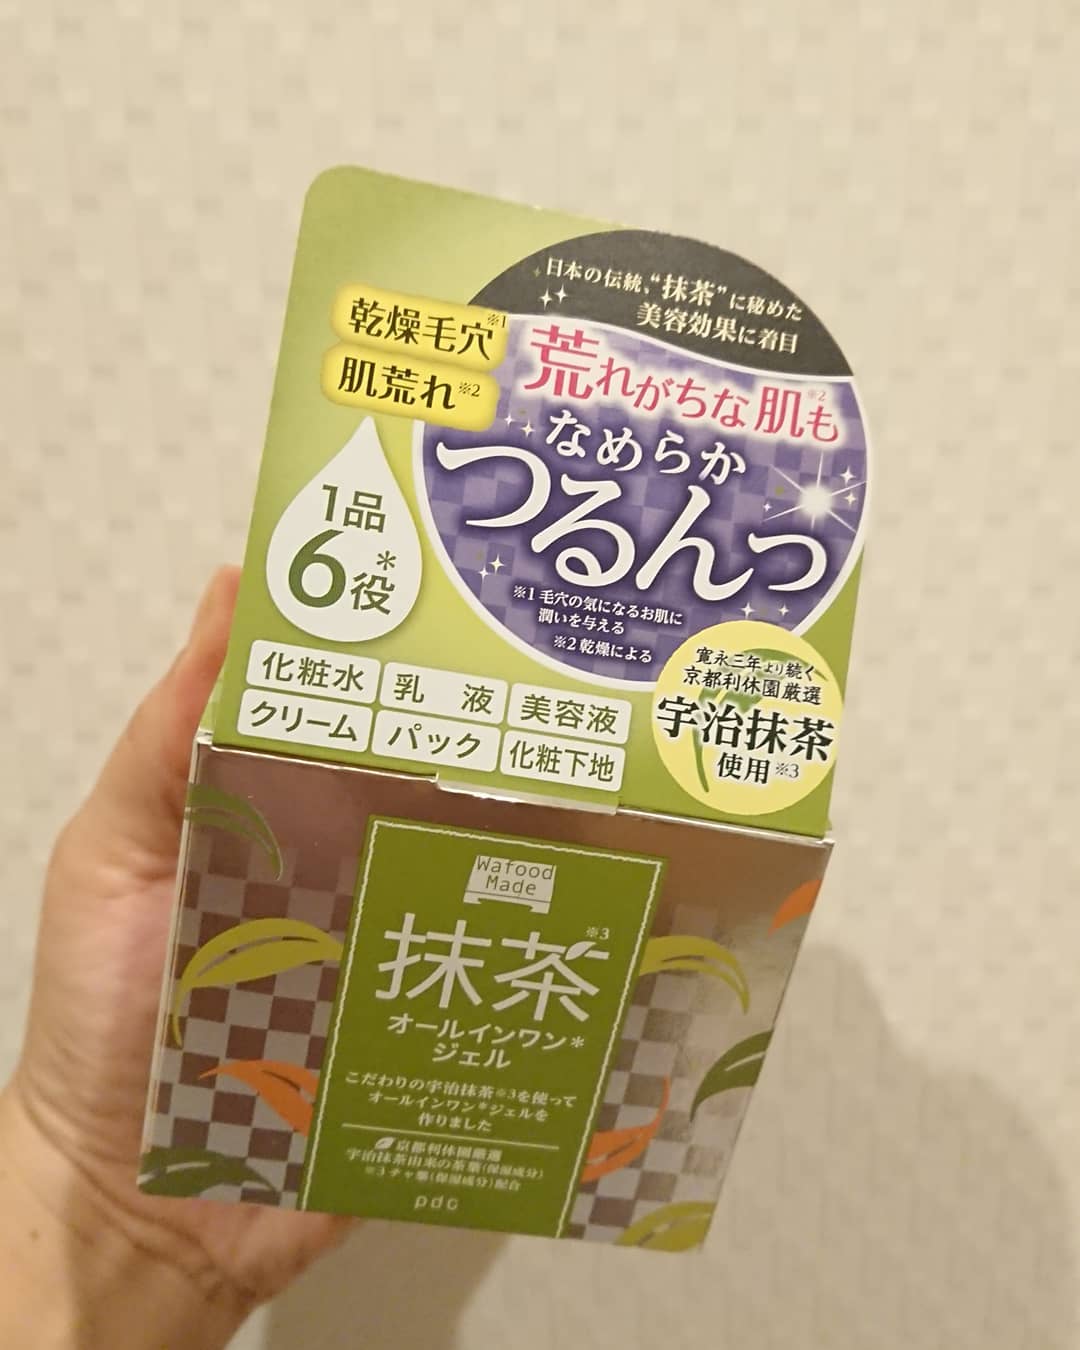 日本の伝統、“抹茶”に秘めた
美容効果に着目
乾燥毛穴※1
肌荒れ※2
荒れがちな肌も※2
なめらか
つるんっ
※1 毛穴の気になるお肌に
潤いを与える
※2 乾燥による
1品
6役*
化粧水
乳液
美容液
クリーム
パック
化粧下地
寛永三年より続く
京都利休園厳選
宇治抹茶
使用※3
Wafood
Made
抹茶※3
オールインワン*
ジェル
こだわりの宇治抹茶※3を使って
オールインワン*ジェルを
作りました
京都利休園厳選
宇治抹茶由来の茶葉(保湿成分)
※3 チャ葉(保湿成分)配合
pdc